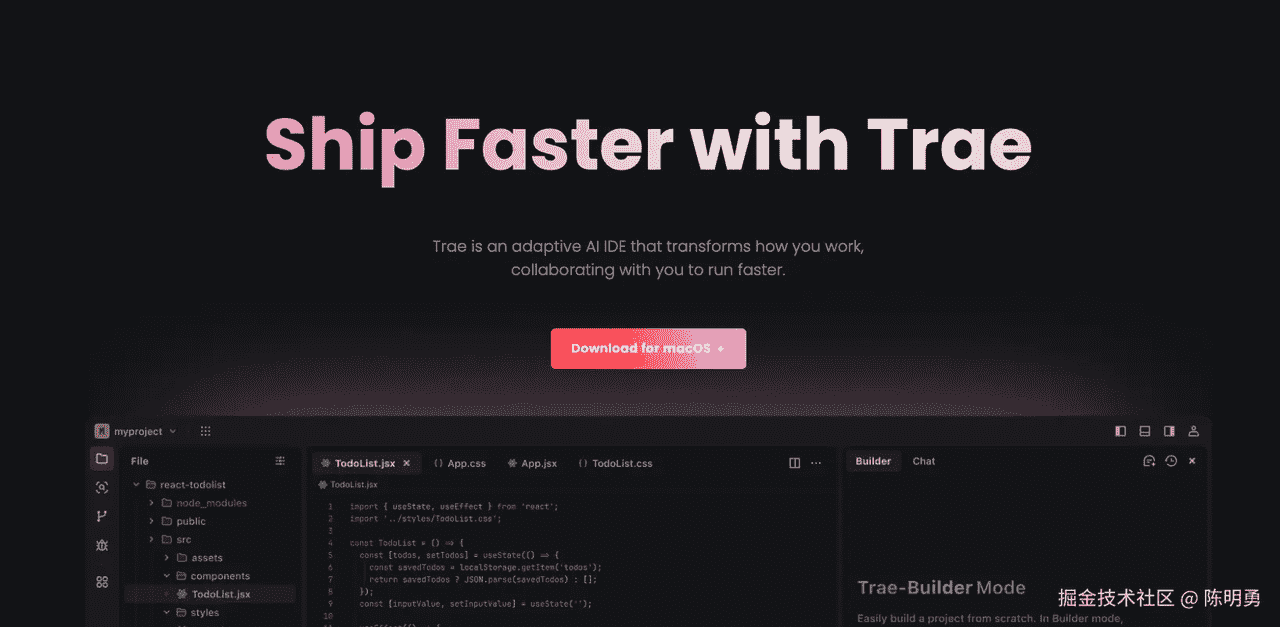 Ship Faster with Trae
Trae is an adaptive AI IDE that transforms how you work,
collaborating with you to run faster.
Download for macOS
myproject
File
react-todolist
node_modules
public
src
assets
components
TodoList.jsx
styles
TodoList.jsx
App.css
App.jsx
TodoList.css
TodoList.jsx
1 import { useState, useEffect } from 'react';
2 import '../styles/TodoList.css';
3
4 const TodoList = () => {
5 const [todos, setTodos] = useState(() => {
6 const savedTodos = localStorage.getItem('todos');
7 return savedTodos ? JSON.parse(savedTodos) : [];
8 });
9 const [inputValue, setInputValue] = useState('');
10
Builder Chat
Trae-Builder Mode
Easily build a project from scratch. In Builder mode,
掘金技术社区 @ 陈明勇